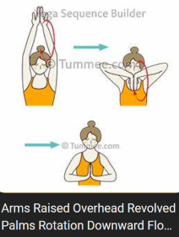 Yoga Sequence Builder
© Tummee.com
© Tummee.com
Arms Raised Overhead Revolved
Palms Rotation Downward Flo...